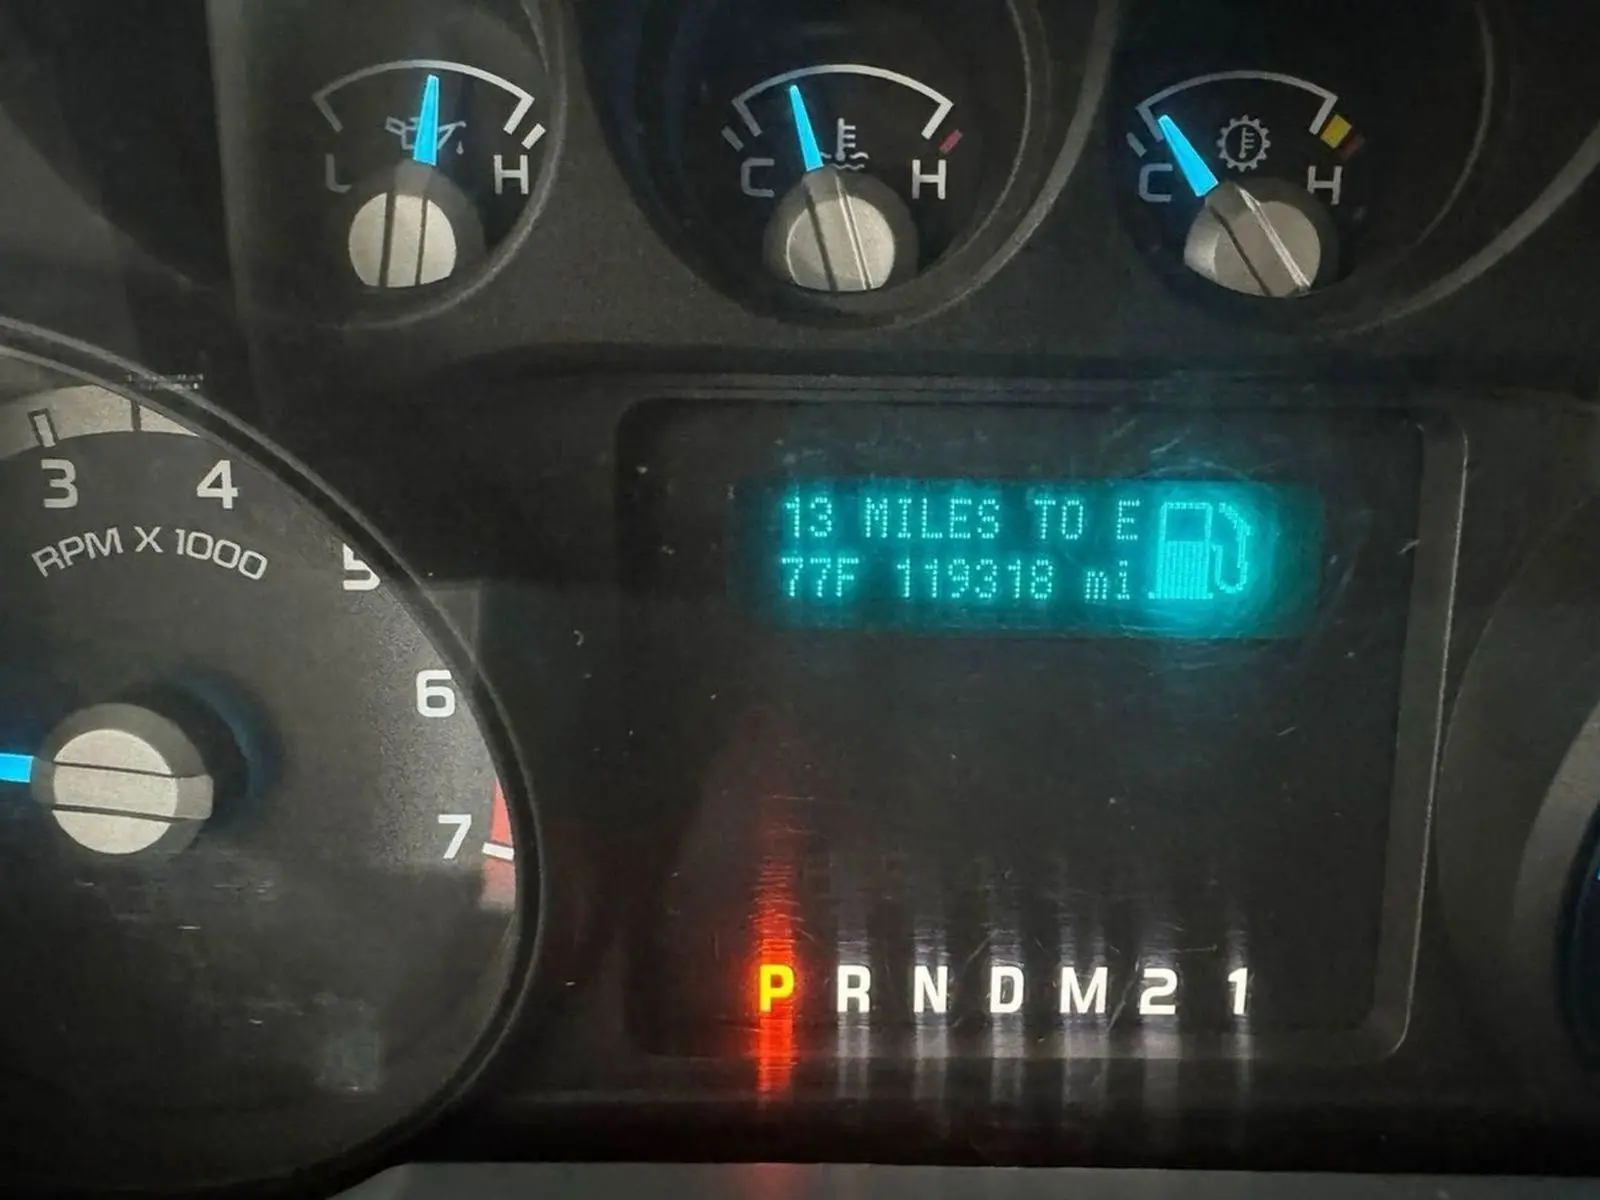 L H
C H
C H
13 MILES TO E
77F 119318 mi
3 4 5 6 7
RPM X 1000
P R N D M 2 1